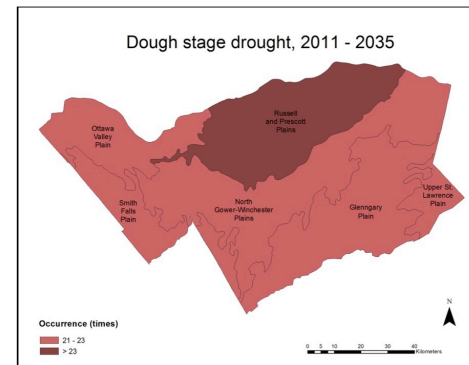 Dough stage drought, 2011 - 2035
Russell
and Prescott
Plains
Ottawa
Valley
Plain
Smith
Falls
Plain
North
Gower-Winchester
Plains
Glenngary
Plain
Upper St.
Lawrence
Plain
Occurrence (times)
21 - 23
> 23
N
0 5 10 20 30 40
Kilometers